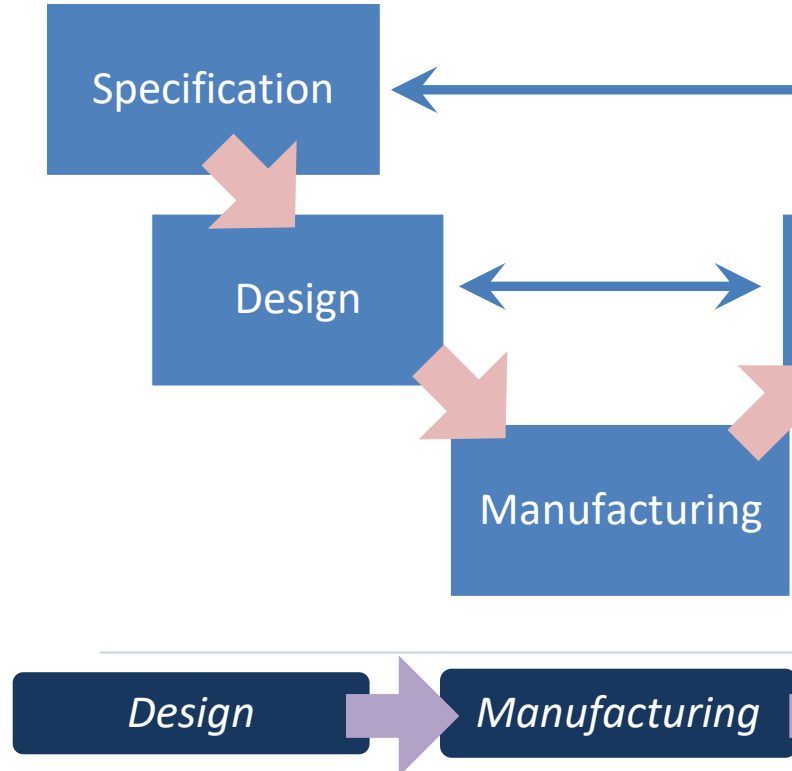 Specification
Design
Manufacturing
Design
Manufacturing